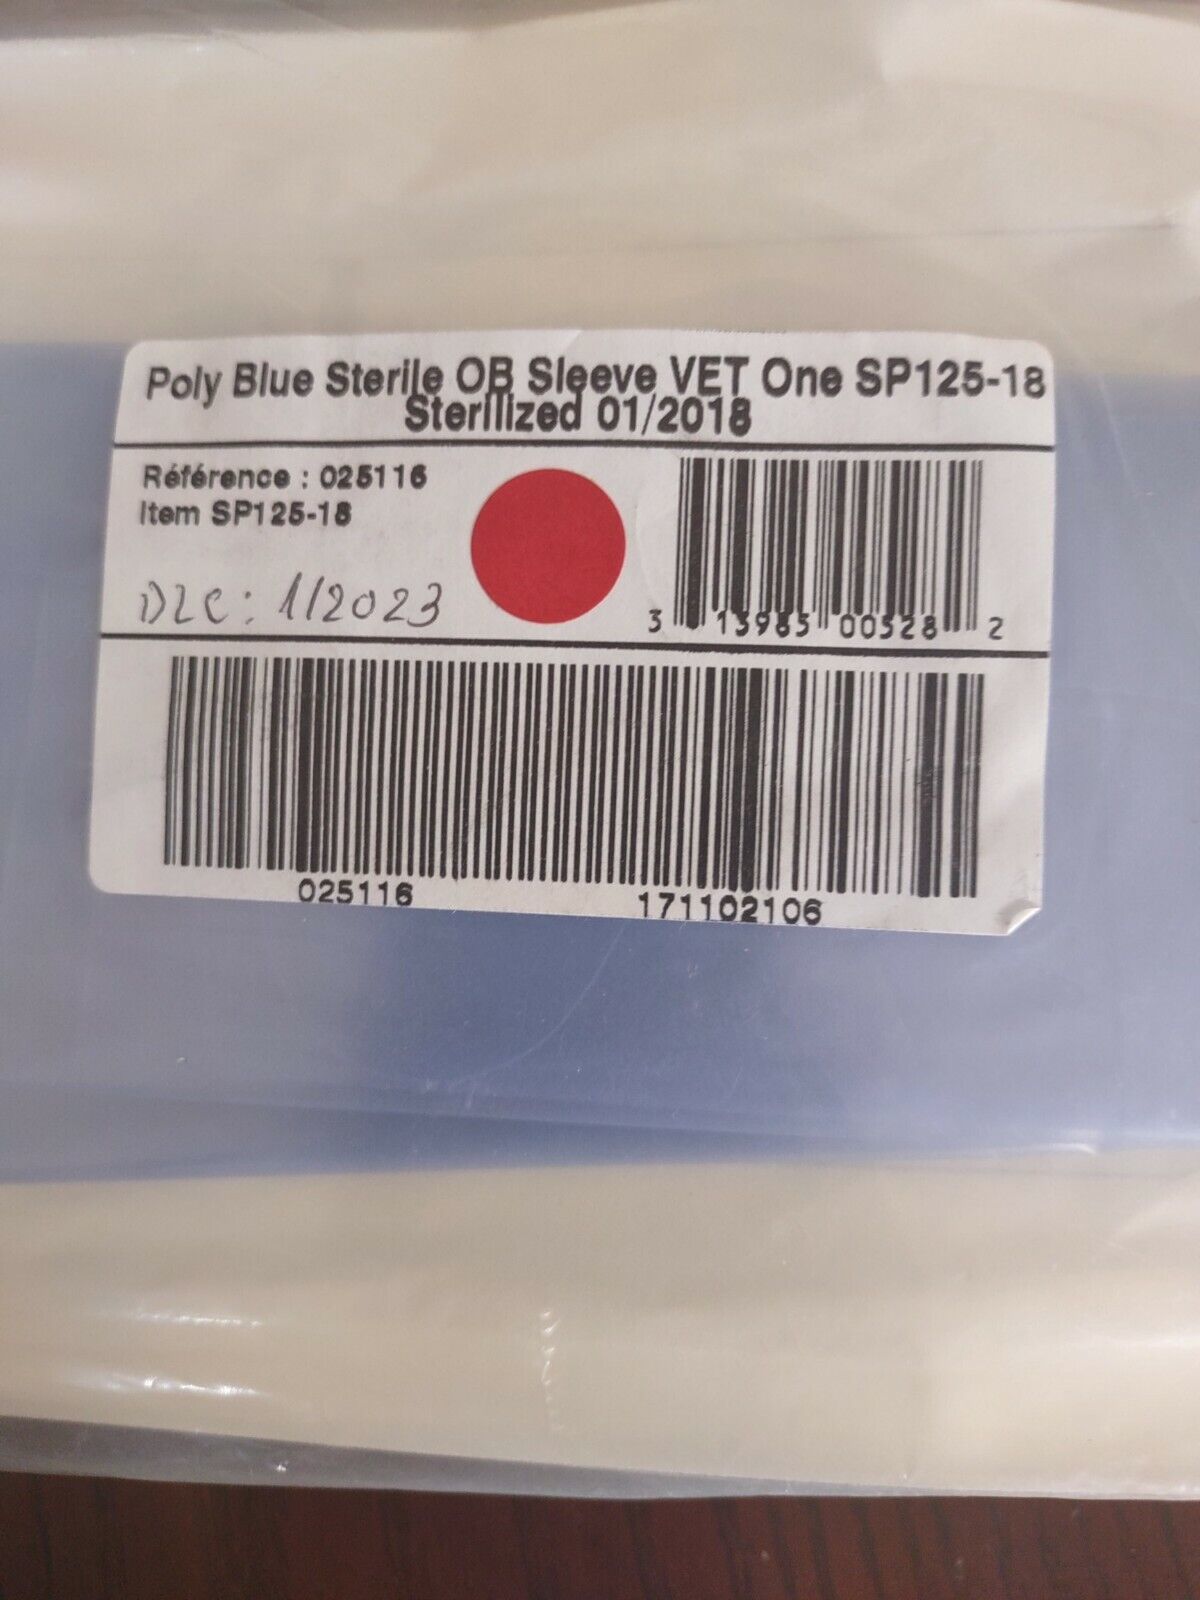 Poly Blue Sterile OB Sleeve VET One SP125-18
Sterilized 01/2018
Référence : 025116
Item SP125-18
DLC: 1/2023
3 135985 00528 2
025116 171102106